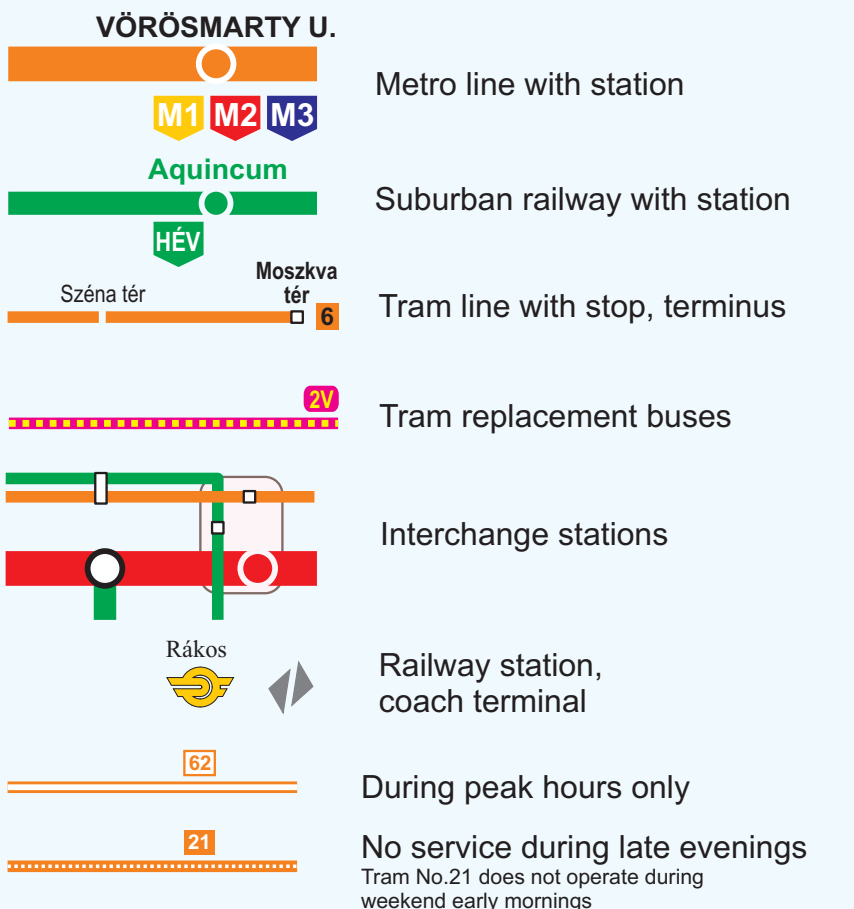 VÖRÖSMARTY U.
Metro line with station
M1 M2 M3
Aquincum
Suburban railway with station
HÉV
Széna tér
Moszkva
tér
6
Tram line with stop, terminus
2V
Tram replacement buses
Interchange stations
Rákos
Railway station,
coach terminal
62
During peak hours only
21
No service during late evenings
Tram No.21 does not operate during
weekend early mornings